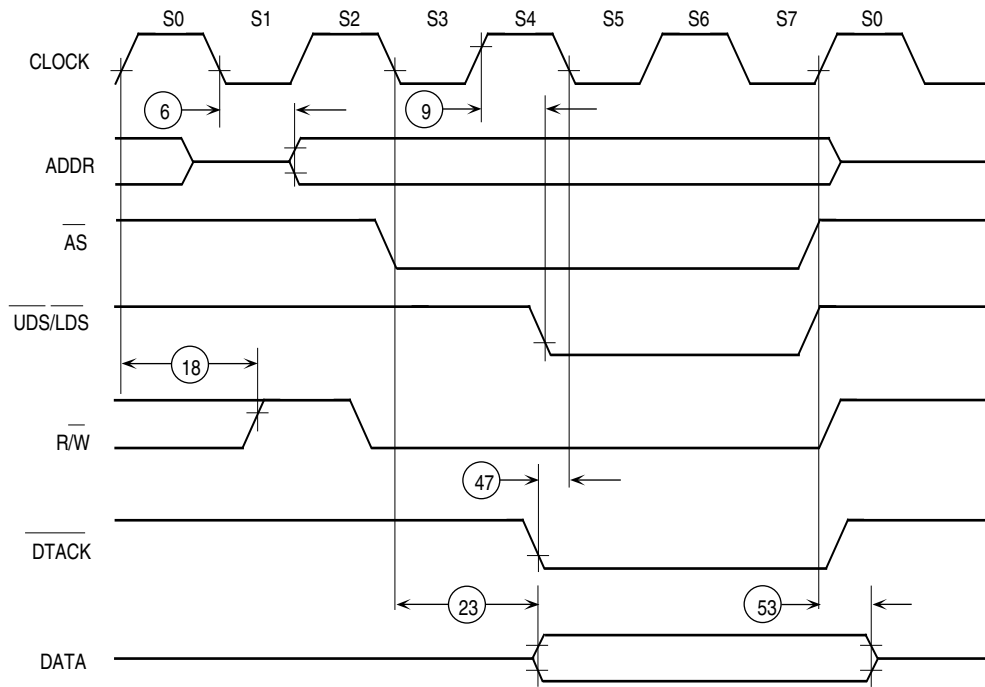 S0 S1 S2 S3 S4 S5 S6 S7 S0
CLOCK
6 9
ADDR
AS
UDS/LDS
18
R/W
47
DTACK
23 53
DATA